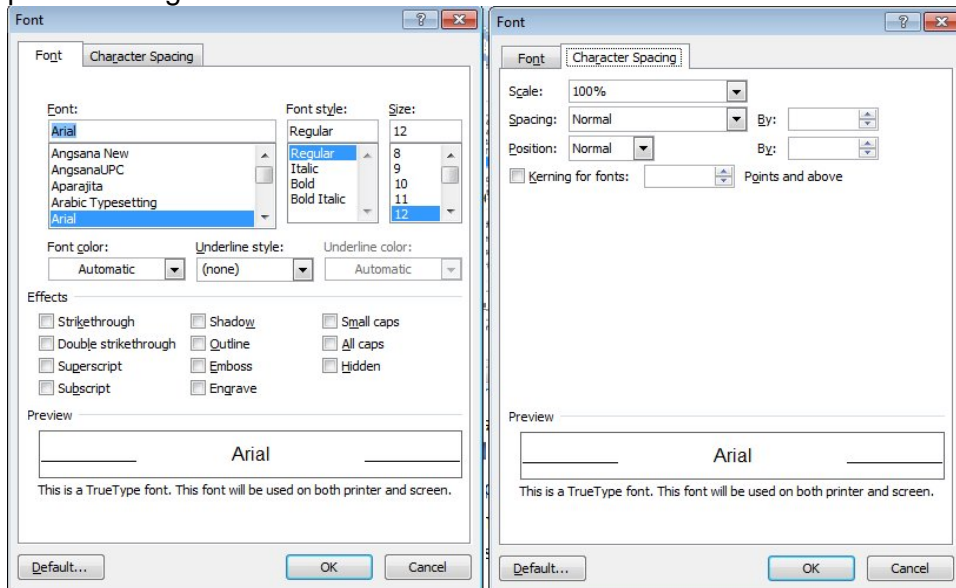 Font
Font Character Spacing
Font: Font style: Size:
Arial Regular 12
Angsana New Regular 8
AngsanaUPC Italic 9
Aparajita Bold 10
Arabic Typesetting Bold Italic 11
Arial 12
Font color: Underline style: Underline color:
Automatic (none) Automatic
Effects
Strikethrough Shadow Small caps
Double strikethrough Outline All caps
Superscript Emboss Hidden
Subscript Engrave
Preview
Arial
This is a TrueType font. This font will be used on both printer and screen.
Default... OK Cancel
Font
Font Character Spacing
Scale: 100%
Spacing: Normal By:
Position: Normal By:
Kerning for fonts: Points and above
Preview
Arial
This is a TrueType font. This font will be used on both printer and screen.
Default... OK Cancel